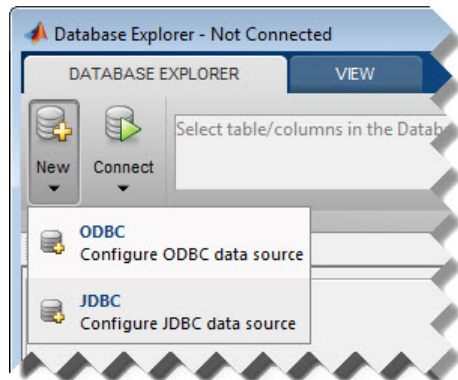 Database Explorer - Not Connected
DATABASE EXPLORER
VIEW
Select table/columns in the Datab
New
Connect
ODBC
Configure ODBC data source
JDBC
Configure JDBC data source